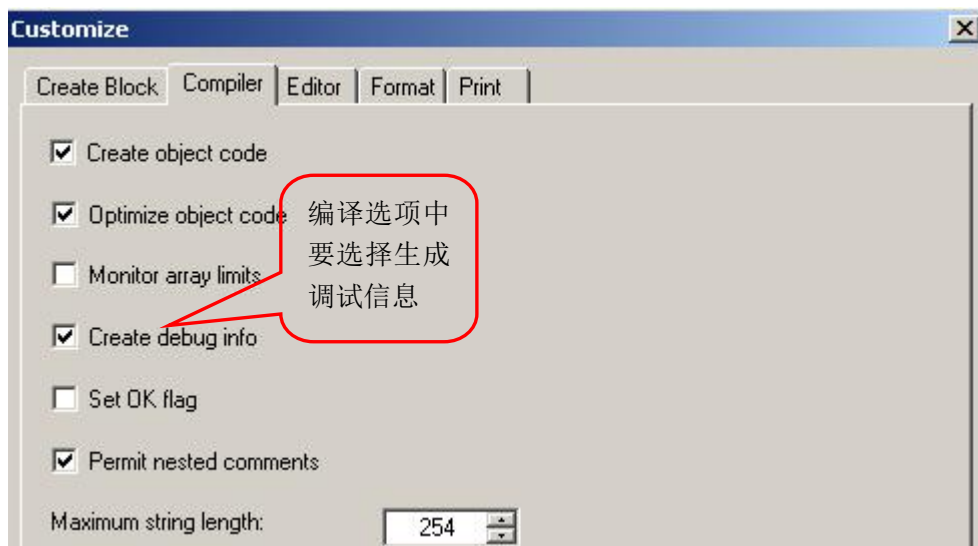 Customize
Create Block Compiler Editor Format Print
Create object code
Optimize object code
Monitor array limits
Create debug info
Set OK flag
Permit nested comments
Maximum string length: 254
编译选项中
要选择生成
调试信息